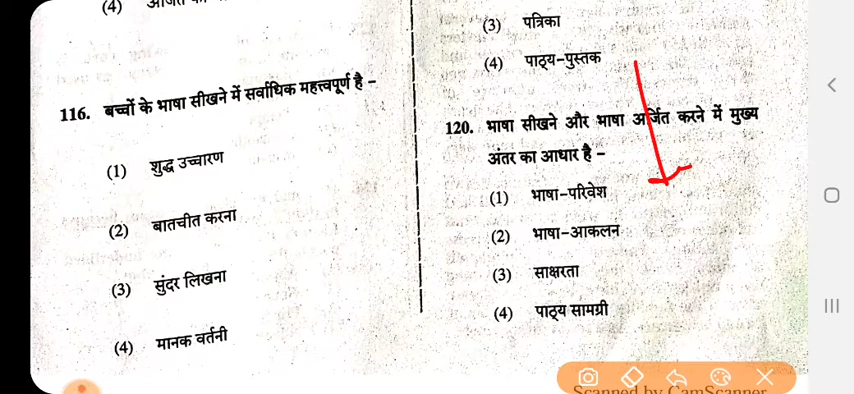 (4)
116. बच्चों के भाषा सीखने में सर्वाधिक महत्त्वपूर्ण है –
(1) शुद्ध उच्चारण
(2) बातचीत करना
(3) सुंदर लिखना
(4) मानक वर्तनी
(3) पत्रिका
(4) पाठ्य-पुस्तक
120. भाषा सीखने और भाषा अर्जित करने में मुख्य
अंतर का आधार है –
(1) भाषा-परिवेश
(2) भाषा-आकलन
(3) साक्षरता
(4) पाठ्य सामग्री
Scanned by CamScanner